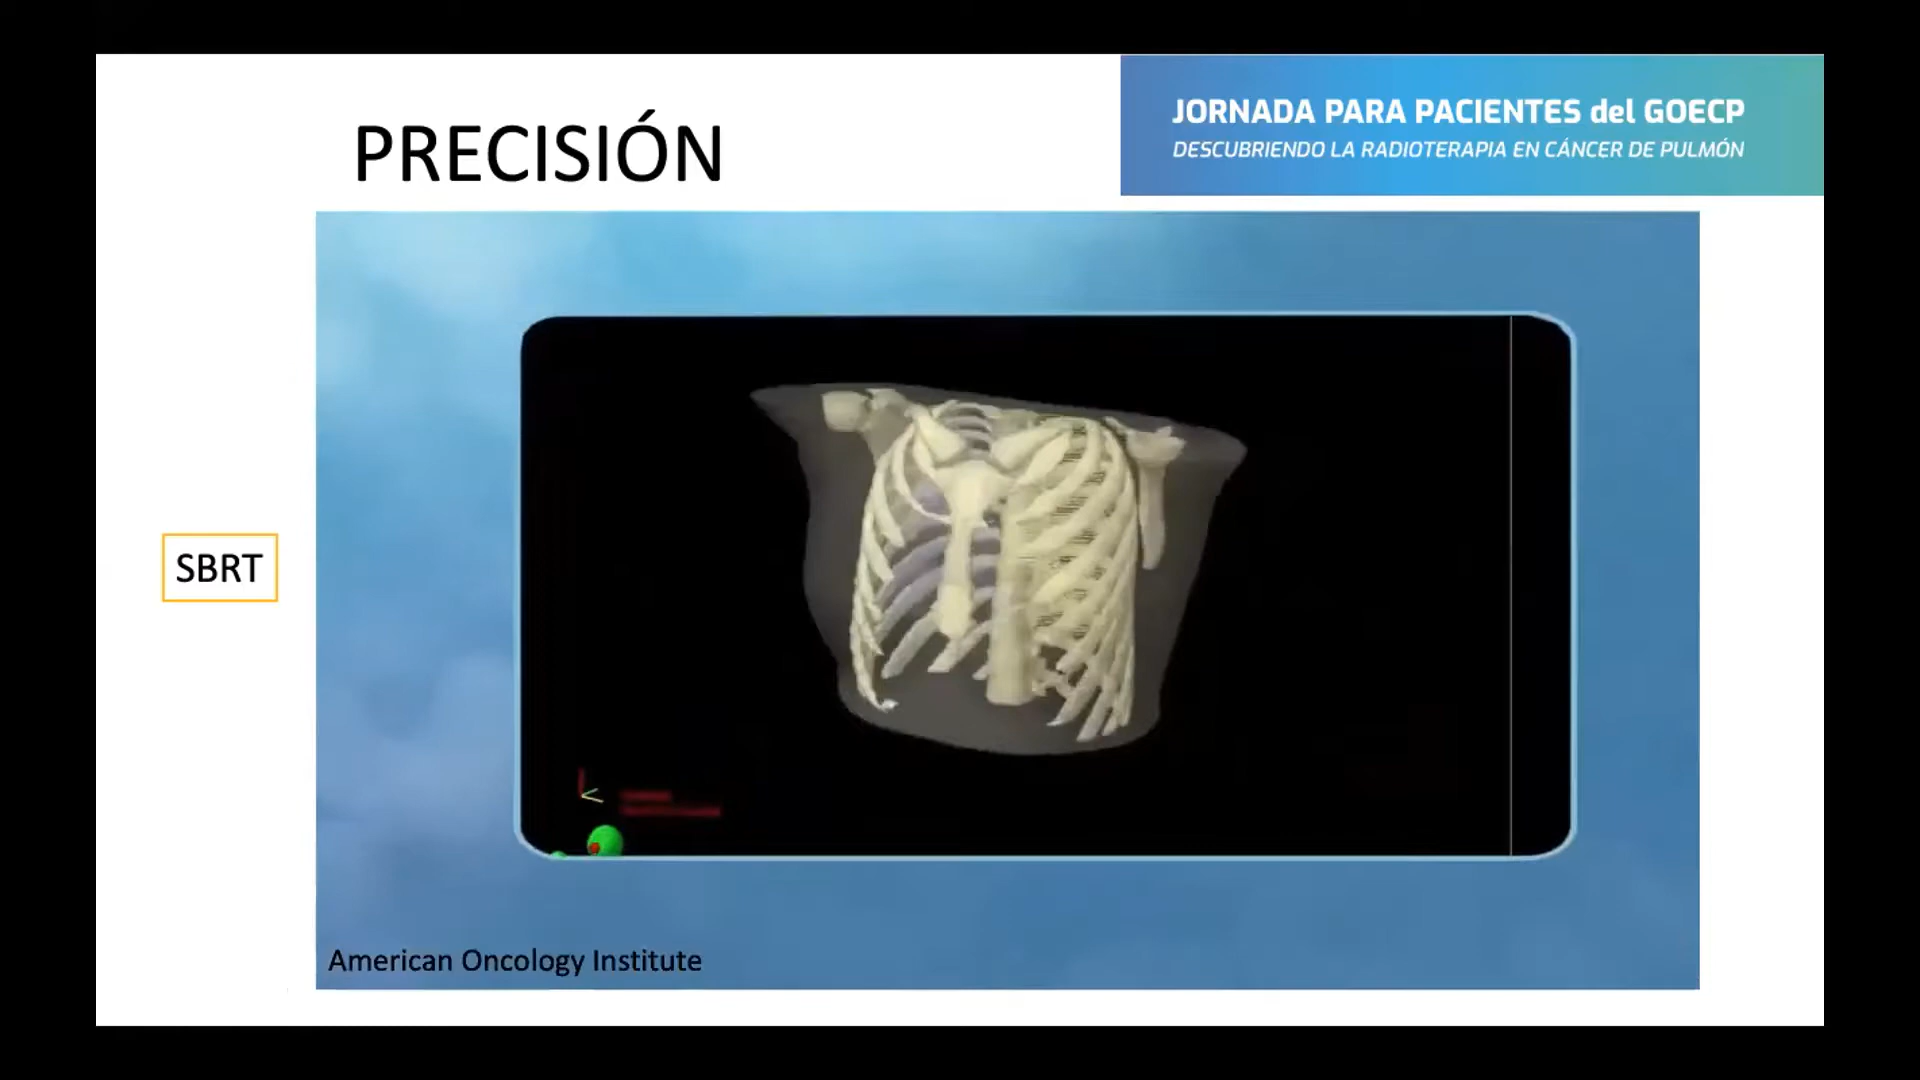 PRECISIÓN
JORNADA PARA PACIENTES del GOECP
DESCUBRIENDO LA RADIOTERAPIA EN CÁNCER DE PULMÓN
SBRT
American Oncology Institute